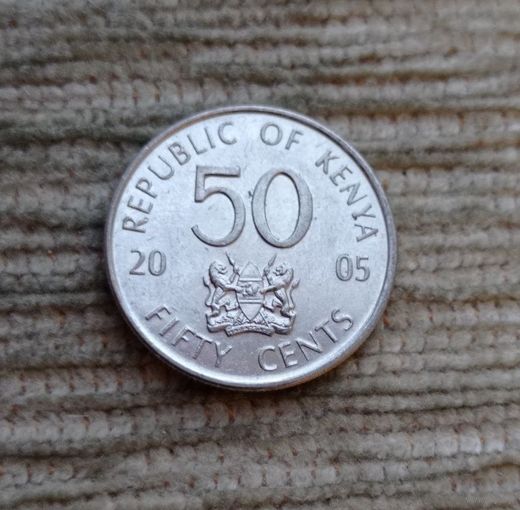 REPUBLIC OF KENYA
50
20 05
FIFTY CENTS